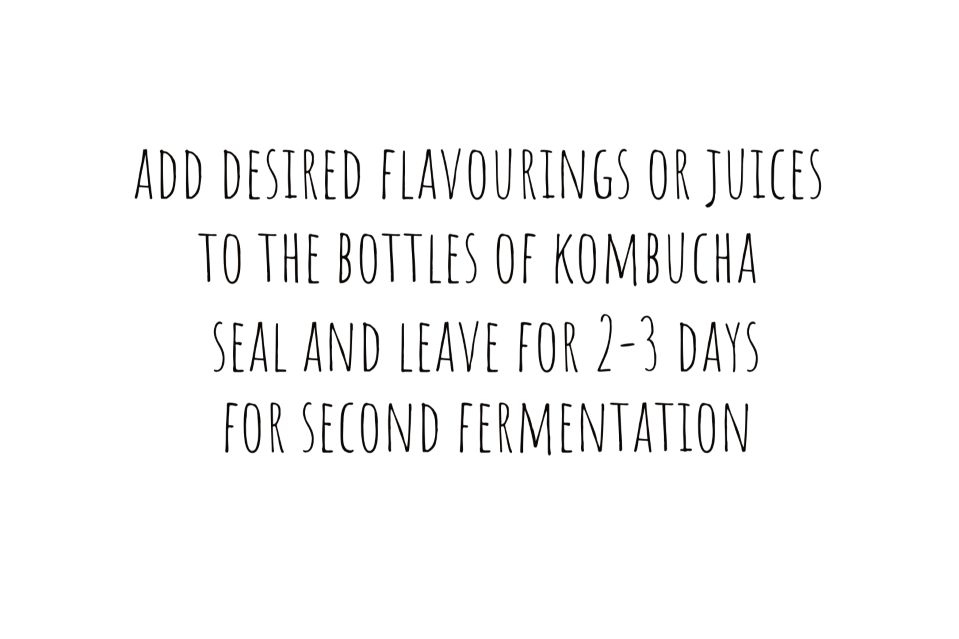 ADD DESIRED FLAVOURINGS OR JUICES
TO THE BOTTLES OF KOMBUCHA
SEAL AND LEAVE FOR 2-3 DAYS
FOR SECOND FERMENTATION